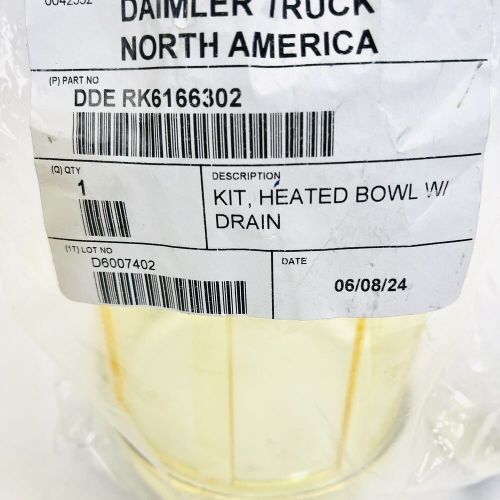 DAIMLER TRUCK
NORTH AMERICA
(P) PART NO
DDE RK6166302
(Q) QTY
1
DESCRIPTION
KIT, HEATED BOWL W/
DRAIN
(1T) LOT NO
D6007402
DATE
06/08/24